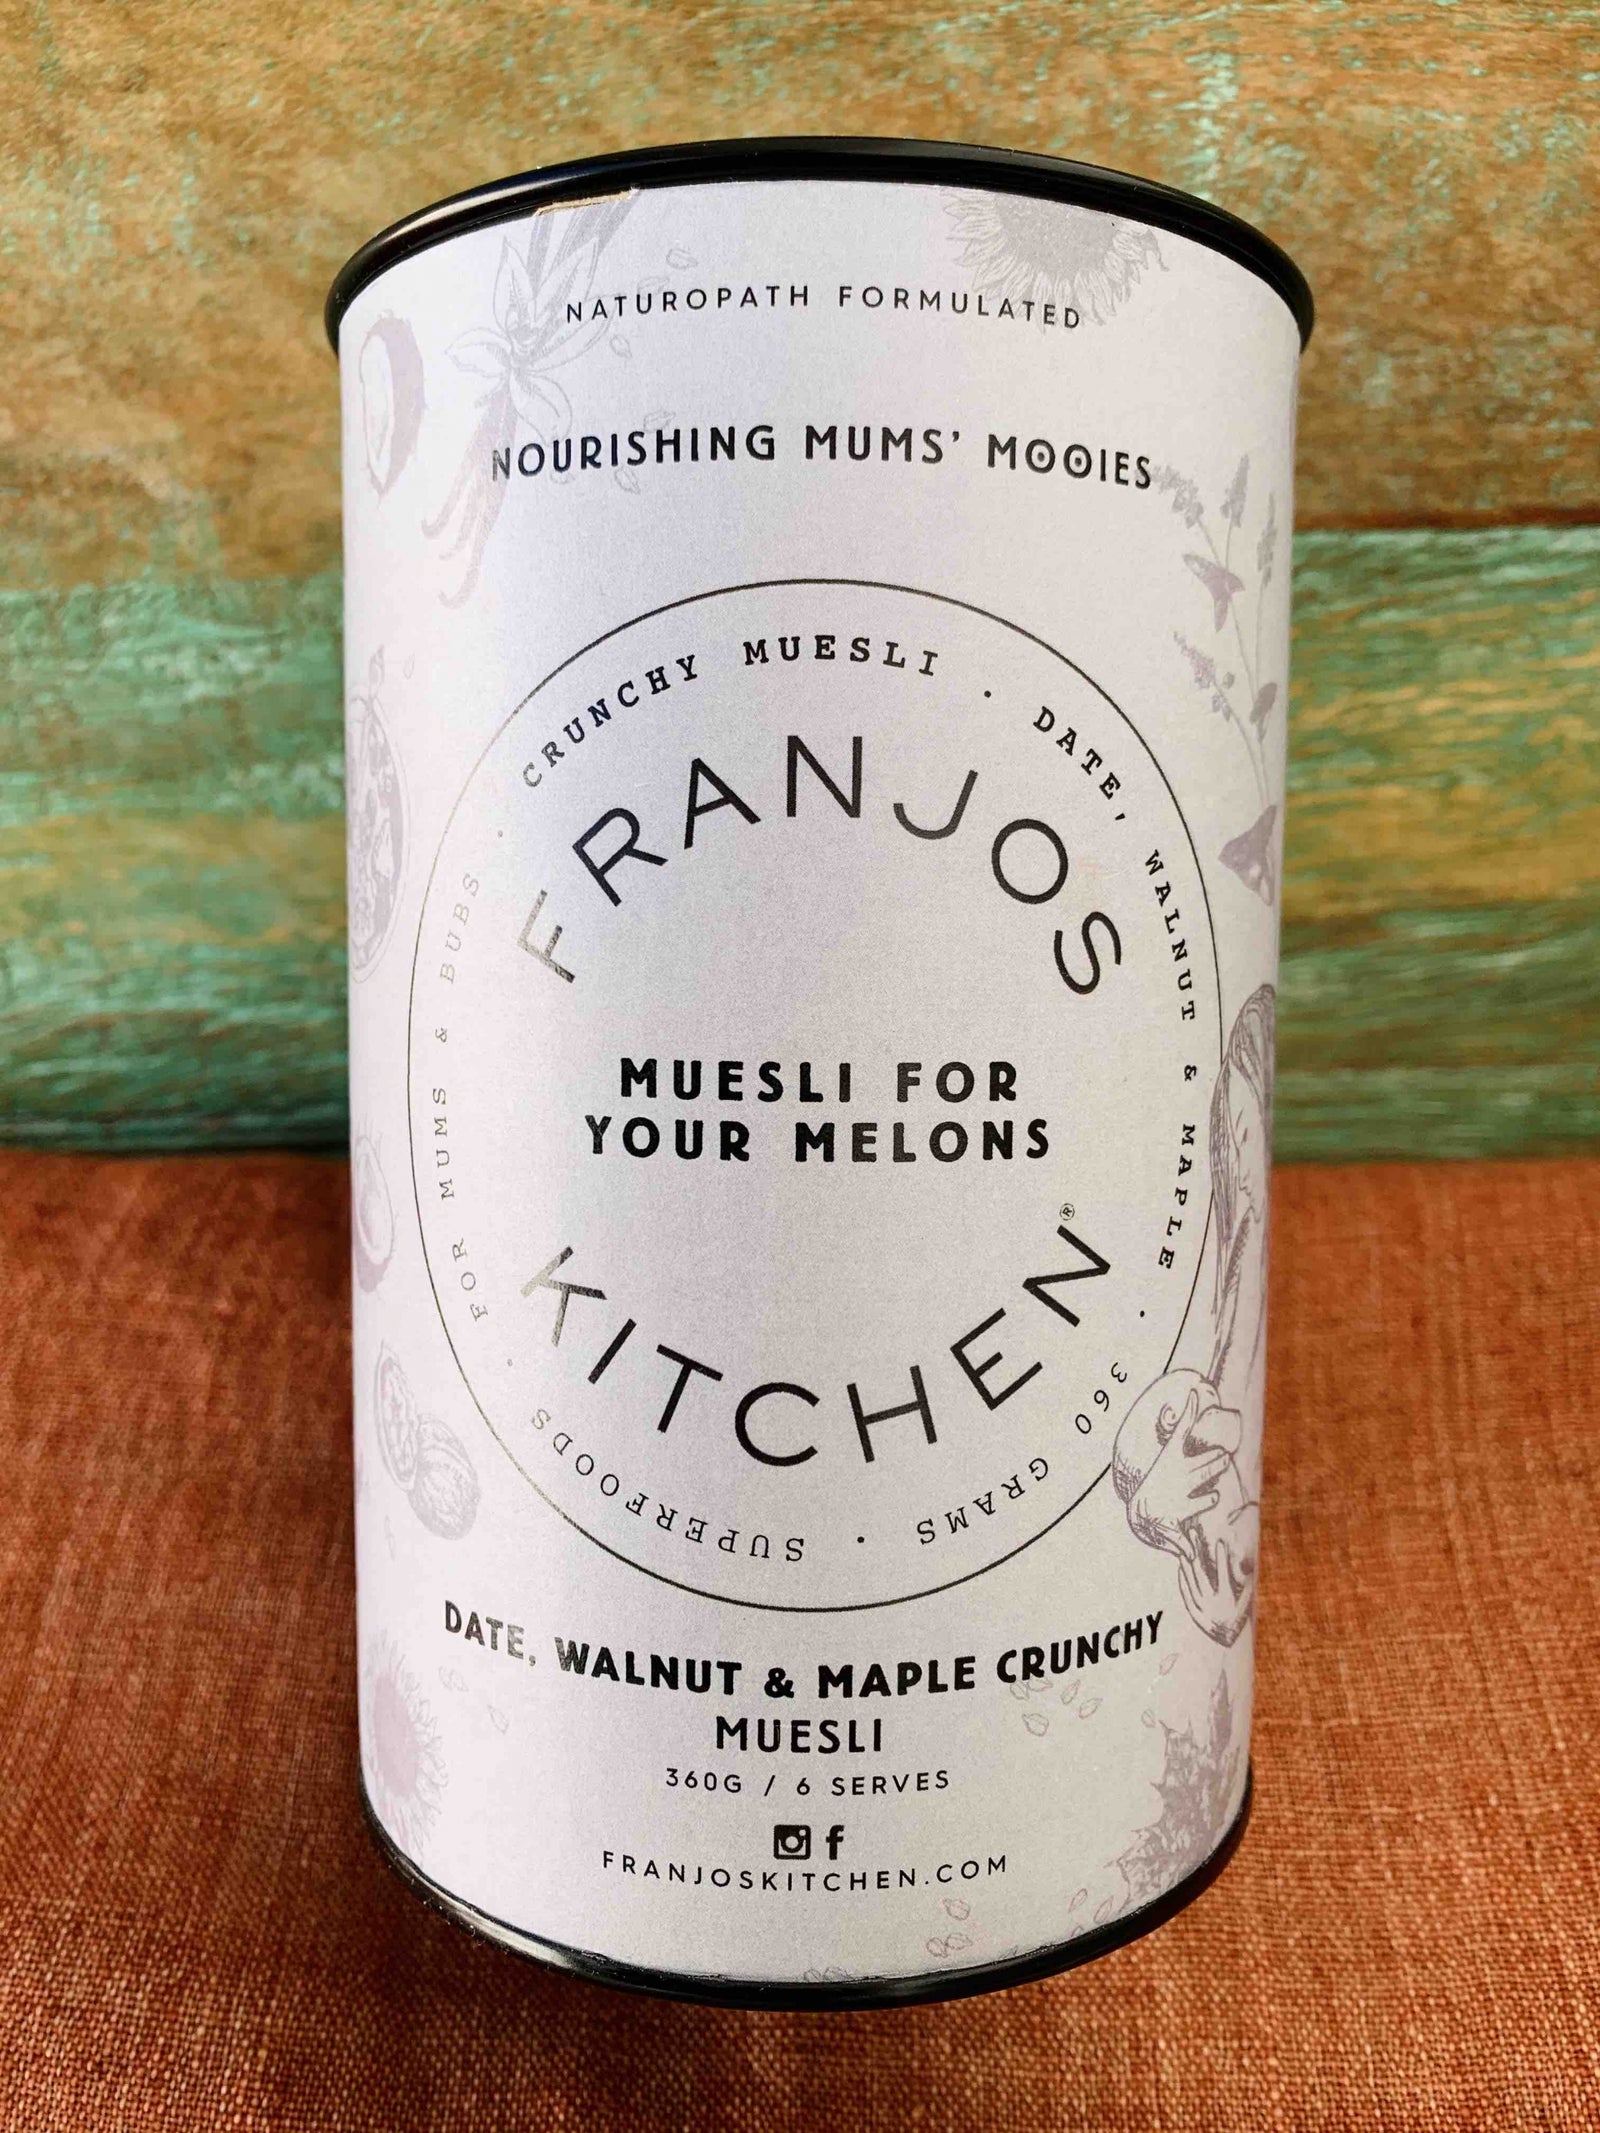 NATUROPATH FORMULATED
NOURISHING MUMS' MOOIES
CRUNCHY MUESLI · DATE, WALNUT & MAPLE · 360 GRAMS · SUPERFOODS · FOR MUMS & BUBS ·
FRANJOS
MUESLI FOR
YOUR MELONS
KITCHEN®
DATE, WALNUT & MAPLE CRUNCHY
MUESLI
360G / 6 SERVES
f
FRANJOSKITCHEN.COM